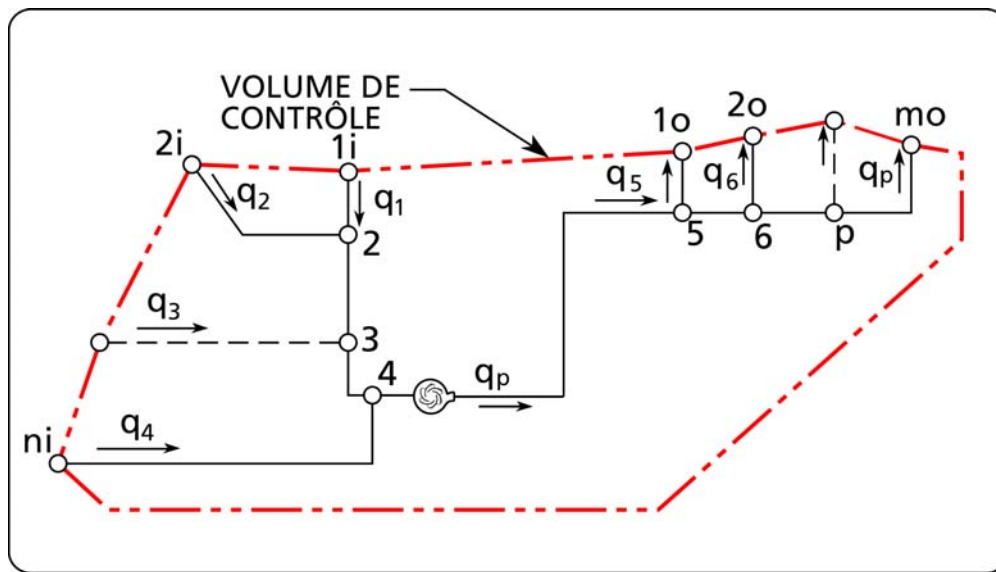 VOLUME DE
CONTRÔLE
2i
1i
1o
2o
mo
q₂
q₁
q₅
q₆
qₚ
2
5
6
p
q₃
3
4
qₚ
ni
q₄